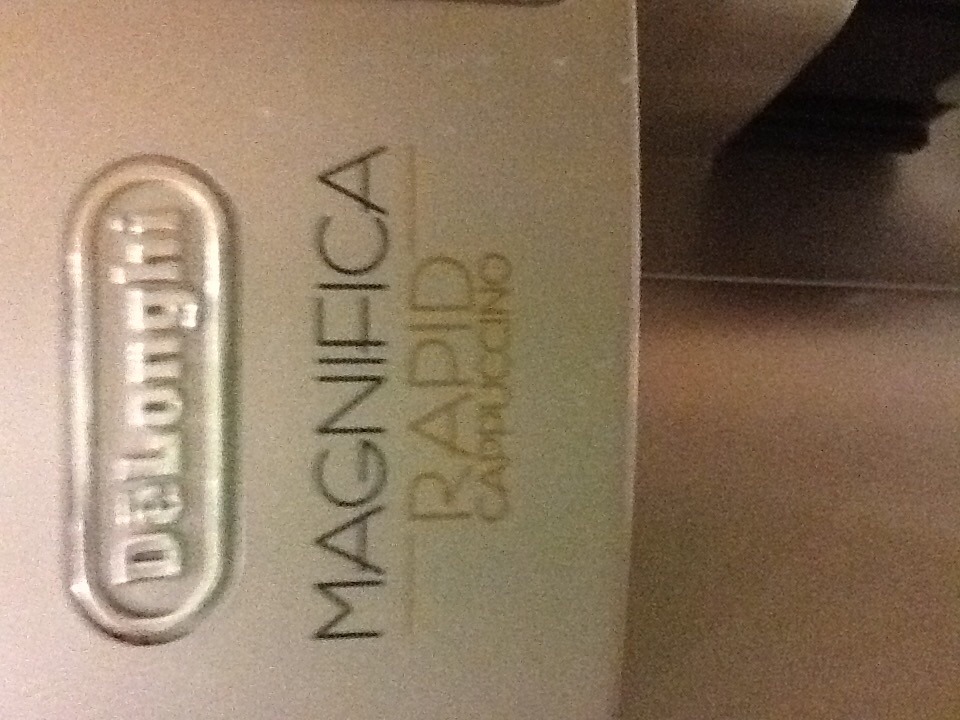 DeLonghi
MAGNIFICA
RAPID
CAPPUCCINO